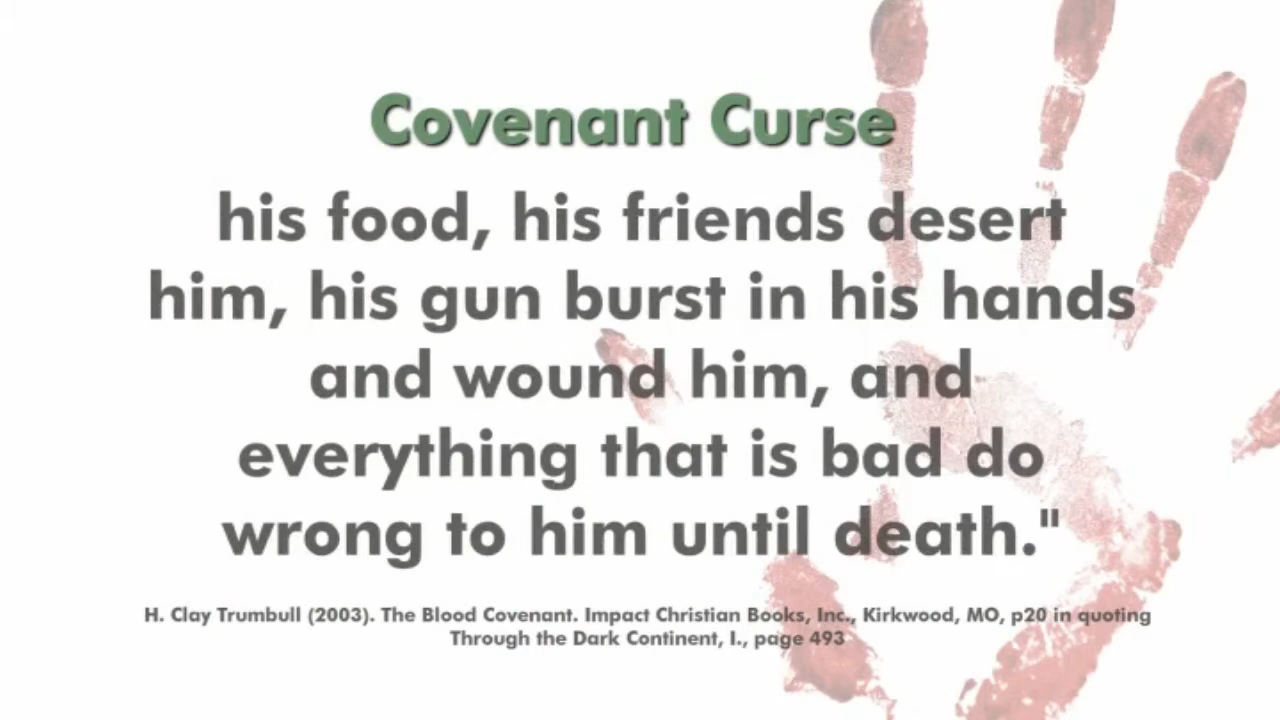 Covenant Curse
his food, his friends desert
him, his gun burst in his hands
and wound him, and
everything that is bad do
wrong to him until death."
H. Clay Trumbull (2003). The Blood Covenant. Impact Christian Books, Inc., Kirkwood, MO, p20 in quoting
Through the Dark Continent, I., page 493